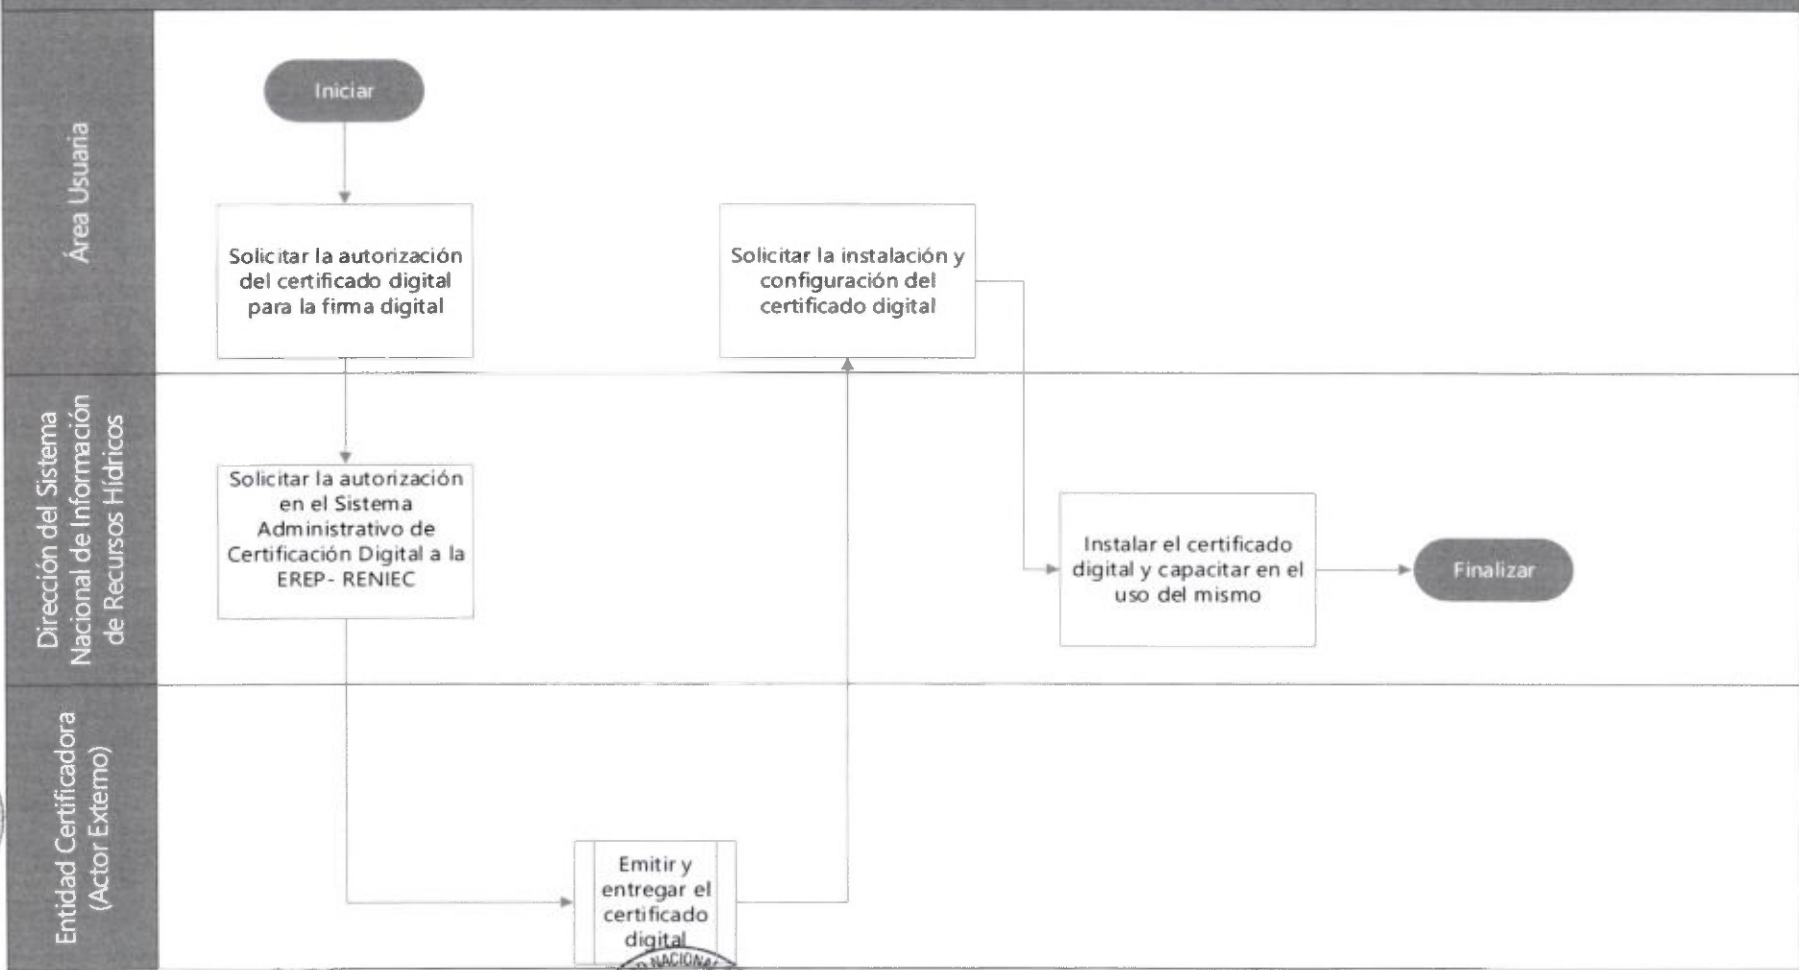 Área Usuaria
Iniciar
Solicitar la autorización
del certificado digital
para la firma digital
Solicitar la instalación y
configuración del
certificado digital
Dirección del Sistema
Nacional de Información
de Recursos Hídricos
Solicitar la autorización
en el Sistema
Administrativo de
Certificación Digital a la
EREP- RENIEC
Instalar el certificado
digital y capacitar en el
uso del mismo
Finalizar
Entidad Certificadora
(Actor Externo)
Emitir y
entregar el
certificado
digital
NACIONAL